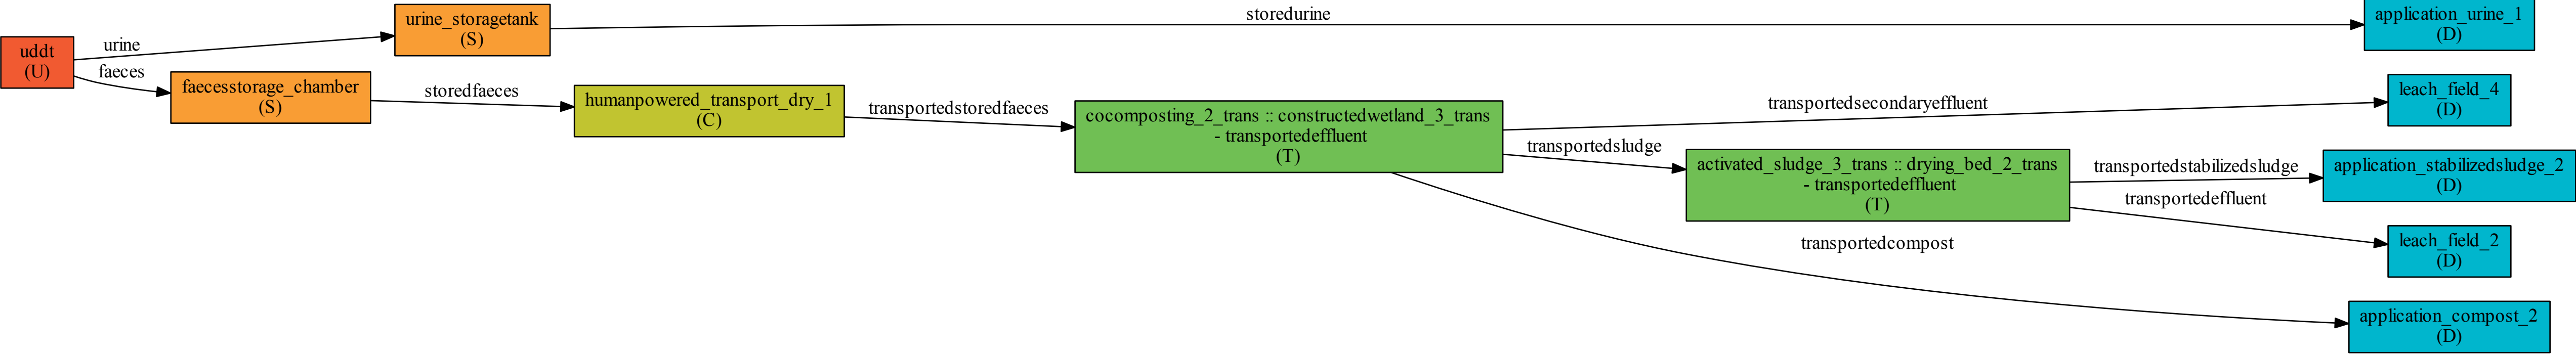 uddt
(U)
urine
faeces
urine_storagetank
(S)
faecesstorage_chamber
(S)
storedurine
storedfaeces
humanpowered_transport_dry_1
(C)
transportedstoredfaeces
cocomposting_2_trans :: constructedwetland_3_trans
- transportedeffluent
(T)
transportedsecondaryeffluent
transportedsludge
transportedcompost
activated_sludge_3_trans :: drying_bed_2_trans
- transportedeffluent
(T)
transportedstabilizedsludge
transportedeffluent
application_urine_1
(D)
leach_field_4
(D)
application_stabilizedsludge_2
(D)
leach_field_2
(D)
application_compost_2
(D)